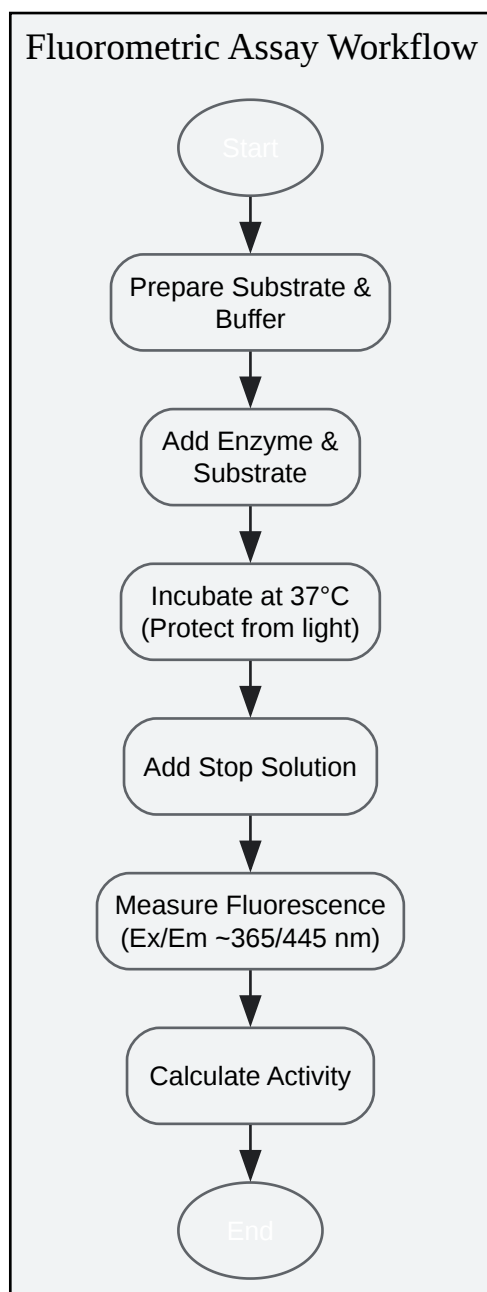 Fluorometric Assay Workflow
Start
Prepare Substrate &
Buffer
Add Enzyme &
Substrate
Incubate at 37°C
(Protect from light)
Add Stop Solution
Measure Fluorescence
(Ex/Em ~365/445 nm)
Calculate Activity
End